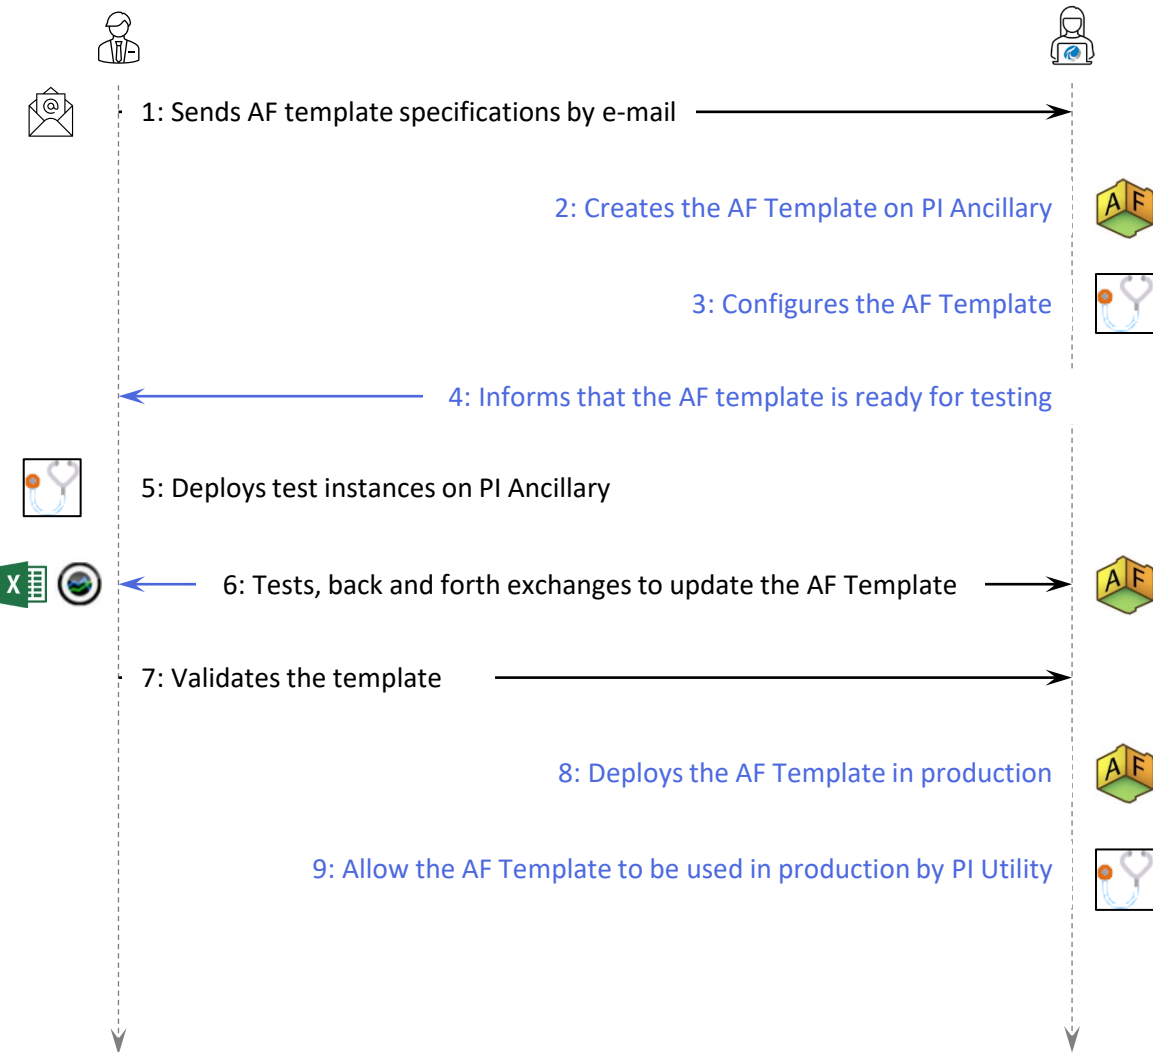 @
1: Sends AF template specifications by e-mail
2: Creates the AF Template on PI Ancillary
AF
3: Configures the AF Template
4: Informs that the AF template is ready for testing
5: Deploys test instances on PI Ancillary
X
6: Tests, back and forth exchanges to update the AF Template
AF
7: Validates the template
8: Deploys the AF Template in production
AF
9: Allow the AF Template to be used in production by PI Utility